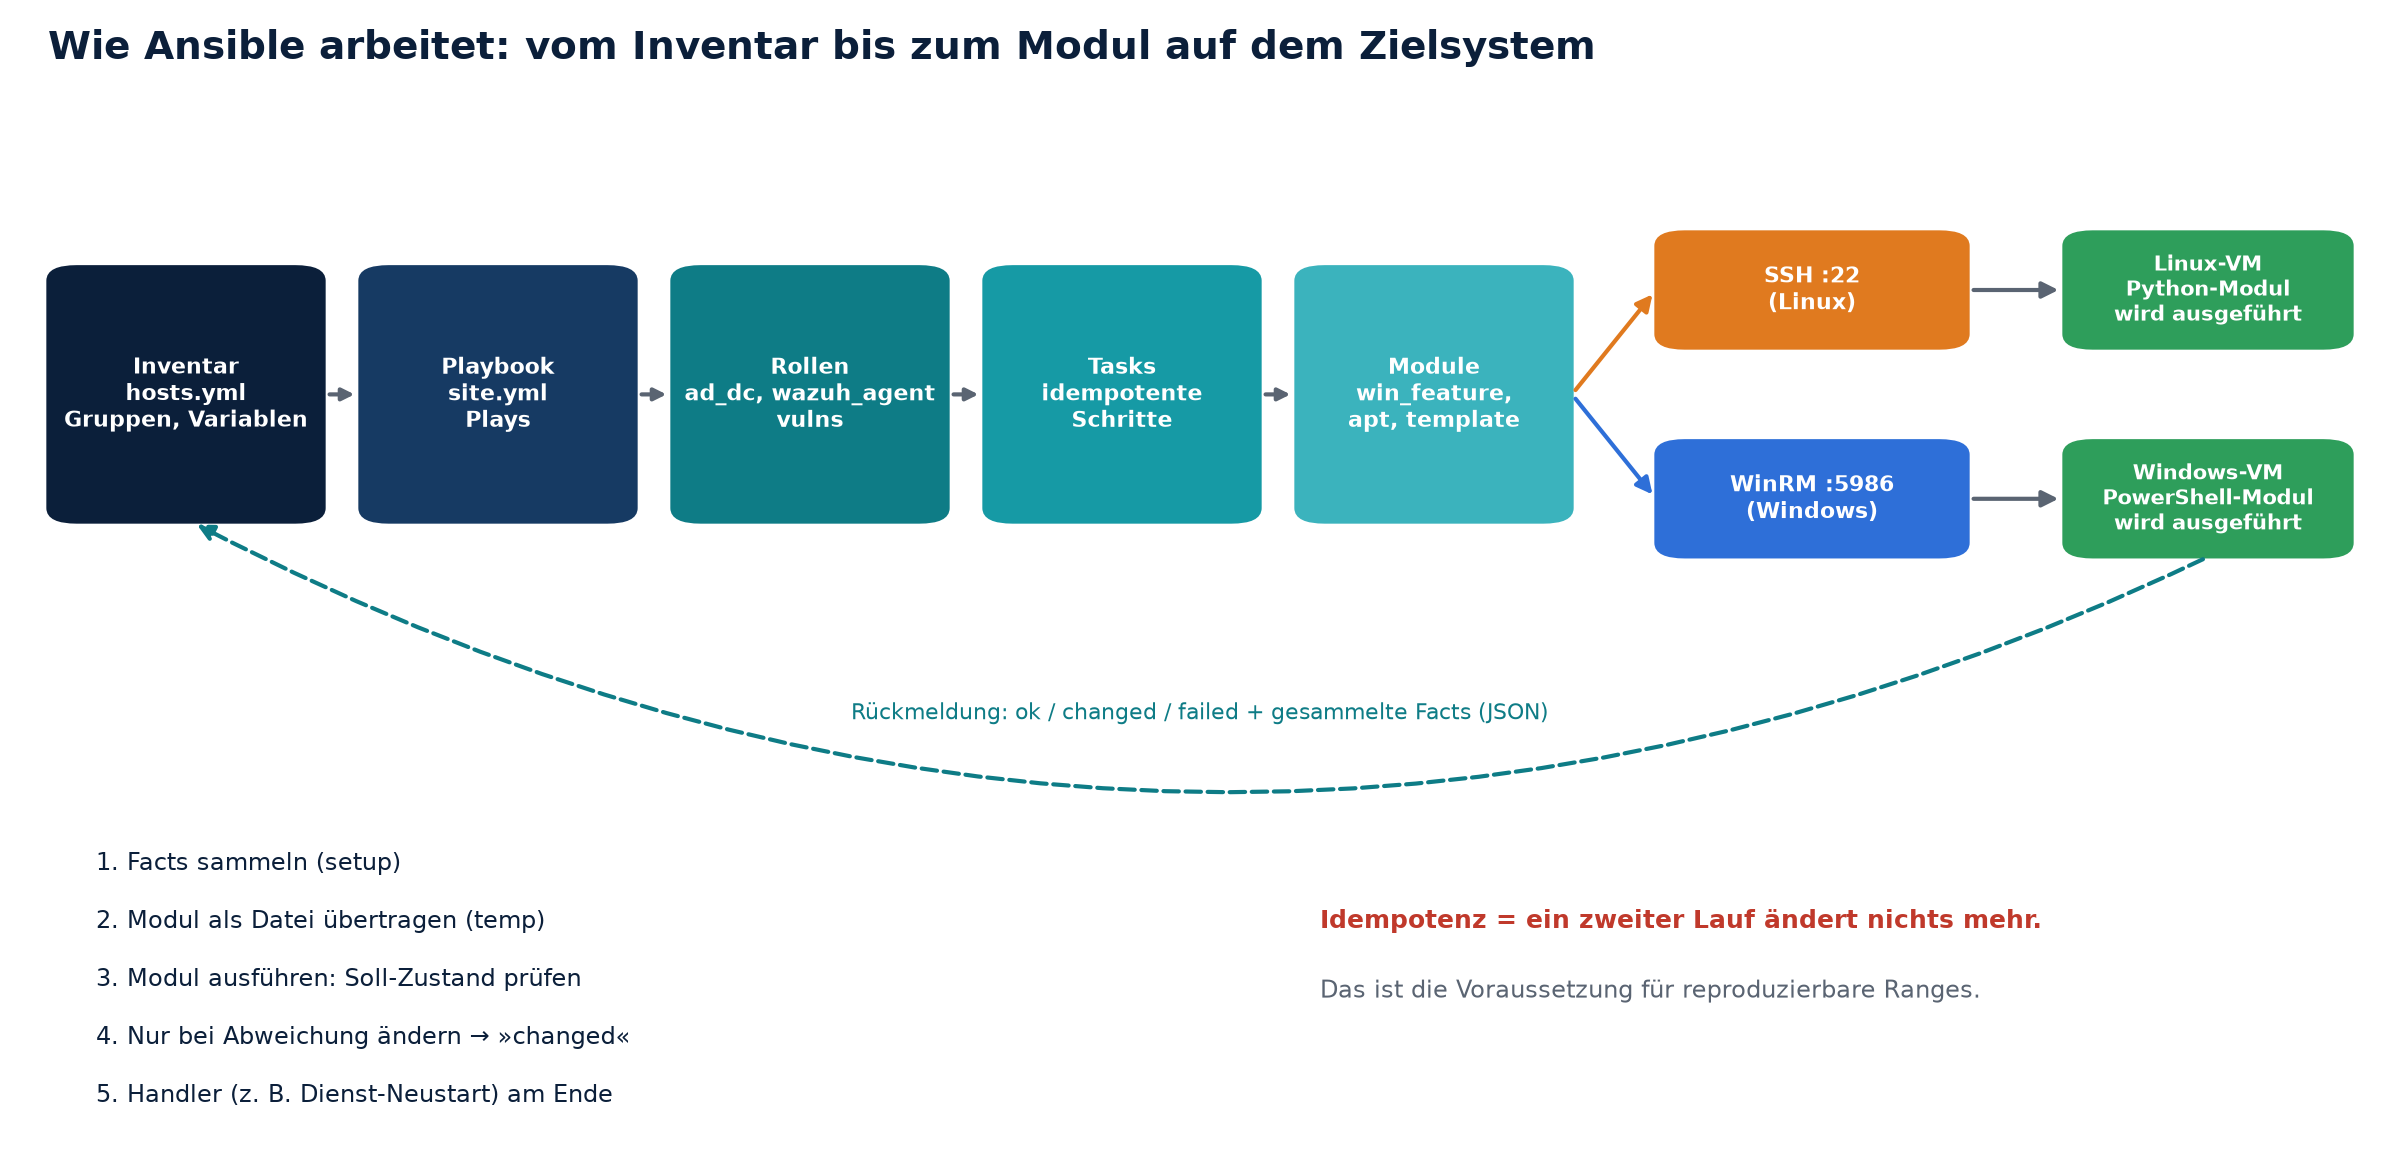 Wie Ansible arbeitet: vom Inventar bis zum Modul auf dem Zielsystem
Inventar
hosts.yml
Gruppen, Variablen
Playbook
site.yml
Plays
Rollen
ad_dc, wazuh_agent
vulns
Tasks
idempotente
Schritte
Module
win_feature,
apt, template
SSH :22
(Linux)
Linux-VM
Python-Modul
wird ausgeführt
WinRM :5986
(Windows)
Windows-VM
PowerShell-Modul
wird ausgeführt
Rückmeldung: ok / changed / failed + gesammelte Facts (JSON)
1. Facts sammeln (setup)
2. Modul als Datei übertragen (temp)
3. Modul ausführen: Soll-Zustand prüfen
4. Nur bei Abweichung ändern → »changed«
5. Handler (z. B. Dienst-Neustart) am Ende
Idempotenz = ein zweiter Lauf ändert nichts mehr.
Das ist die Voraussetzung für reproduzierbare Ranges.